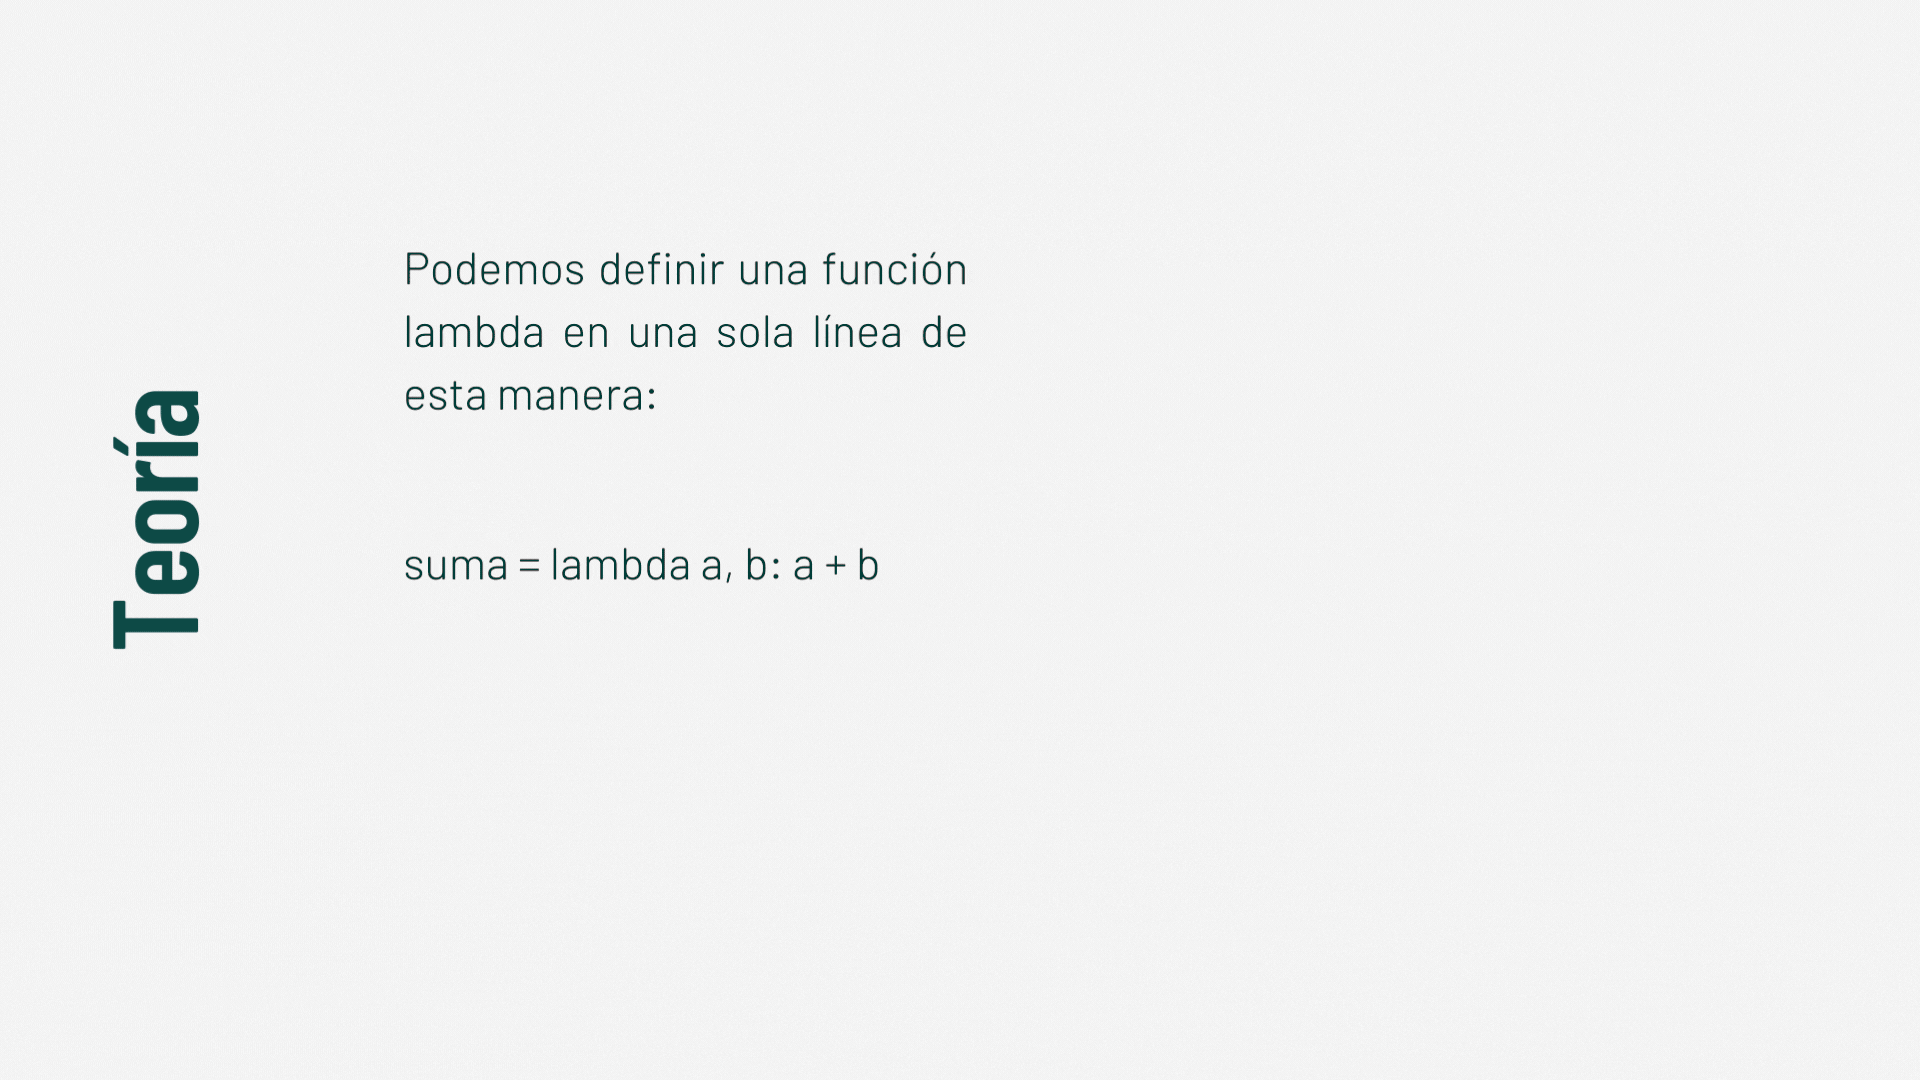 Teoría
Podemos definir una función
lambda en una sola línea de
esta manera:
suma = lambda a, b: a + b